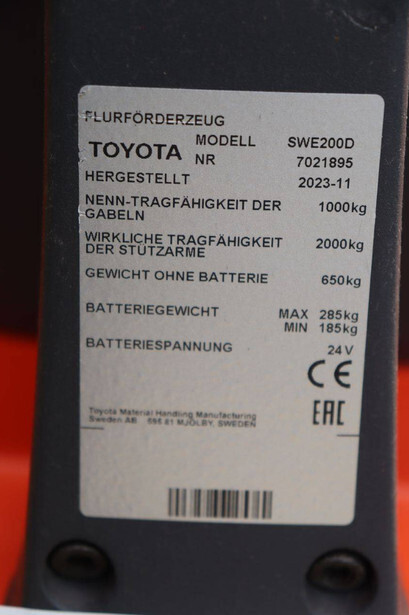 FLURFÖRDERZEUG
TOYOTA MODELL SWE200D
NR 7021895
HERGESTELLT 2023-11
NENN-TRAGFÄHIGKEIT DER GABELN 1000kg
WIRKLICHE TRAGFÄHIGKEIT DER STÜTZARME 2000kg
GEWICHT OHNE BATTERIE 650kg
BATTERIEGEWICHT MAX 285kg
MIN 185kg
BATTERIESPANNUNG 24V
CE
EAC
Toyota Material Handling Manufacturing
Sweden AB 595 81 MJÖLBY, SWEDEN